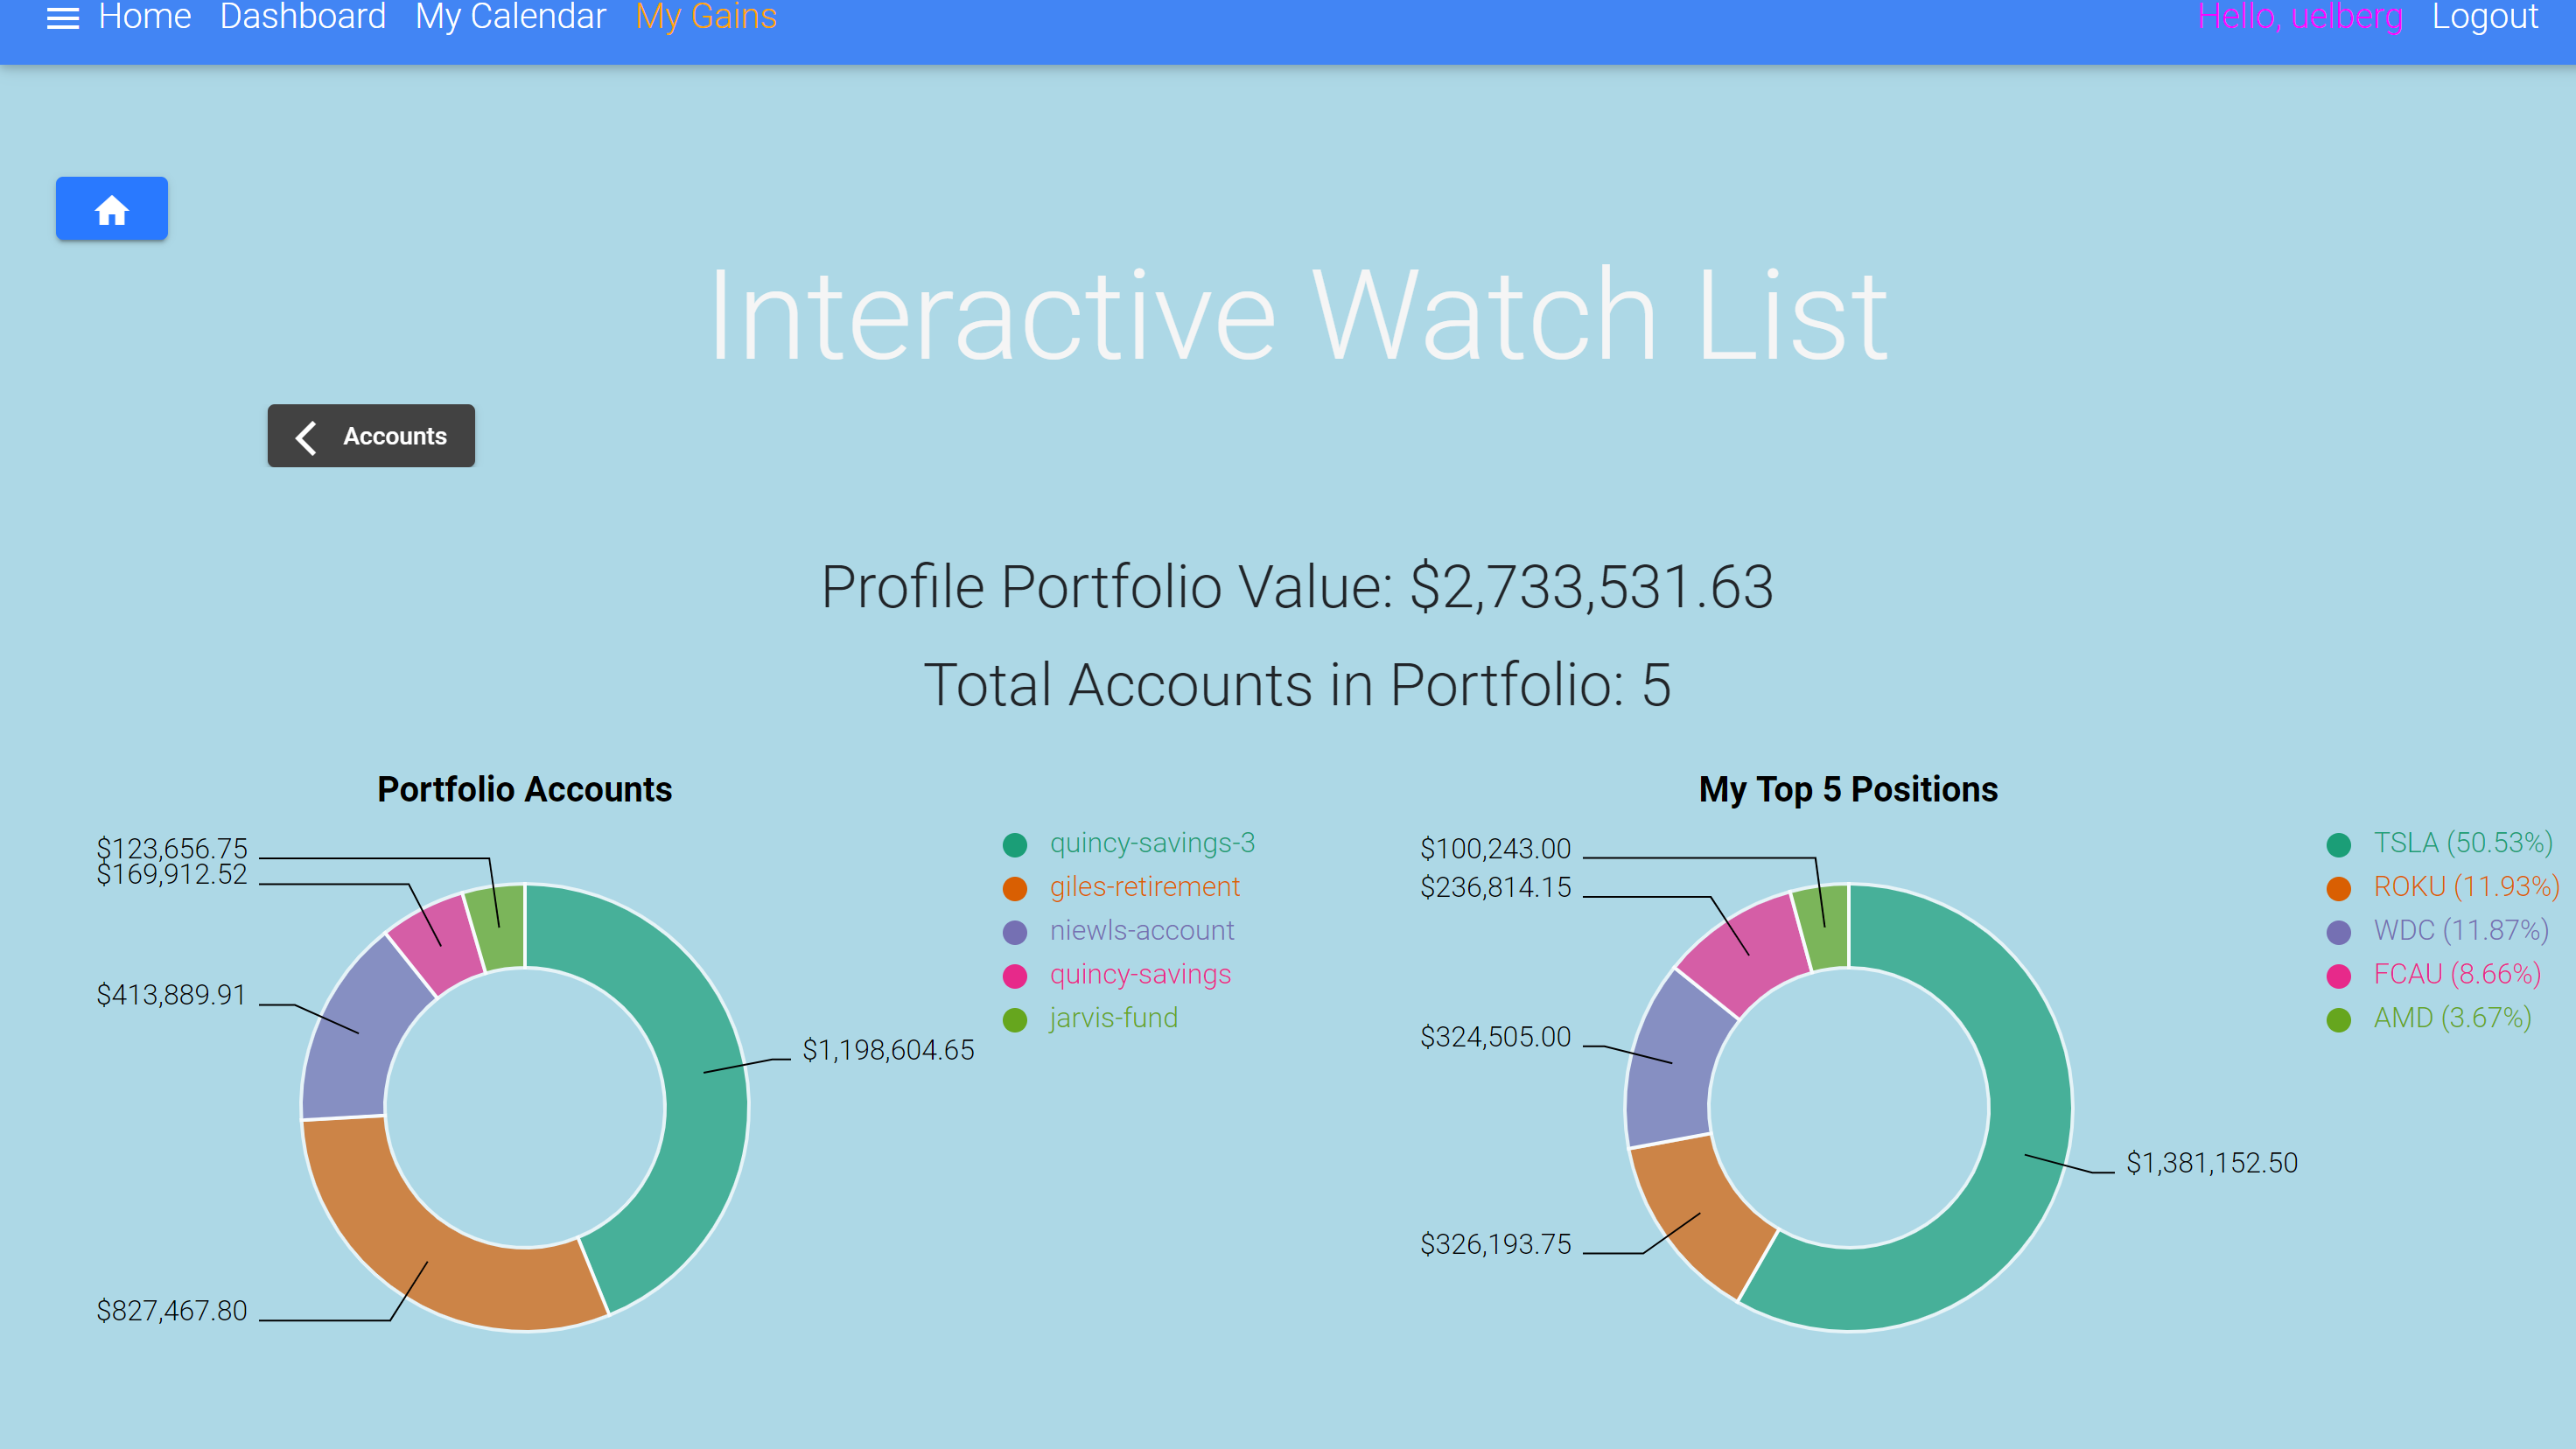 Home Dashboard My Calendar My Gains Hello, uelberg Logout
Interactive Watch List
Accounts
Profile Portfolio Value: $2,733,531.63
Total Accounts in Portfolio: 5
Portfolio Accounts
$123,656.75
$169,912.52
$413,889.91
$827,467.80
$1,198,604.65
quincy-savings-3
giles-retirement
niewls-account
quincy-savings
jarvis-fund
My Top 5 Positions
$100,243.00
$236,814.15
$324,505.00
$326,193.75
$1,381,152.50
TSLA (50.53%)
ROKU (11.93%)
WDC (11.87%)
FCAU (8.66%)
AMD (3.67%)